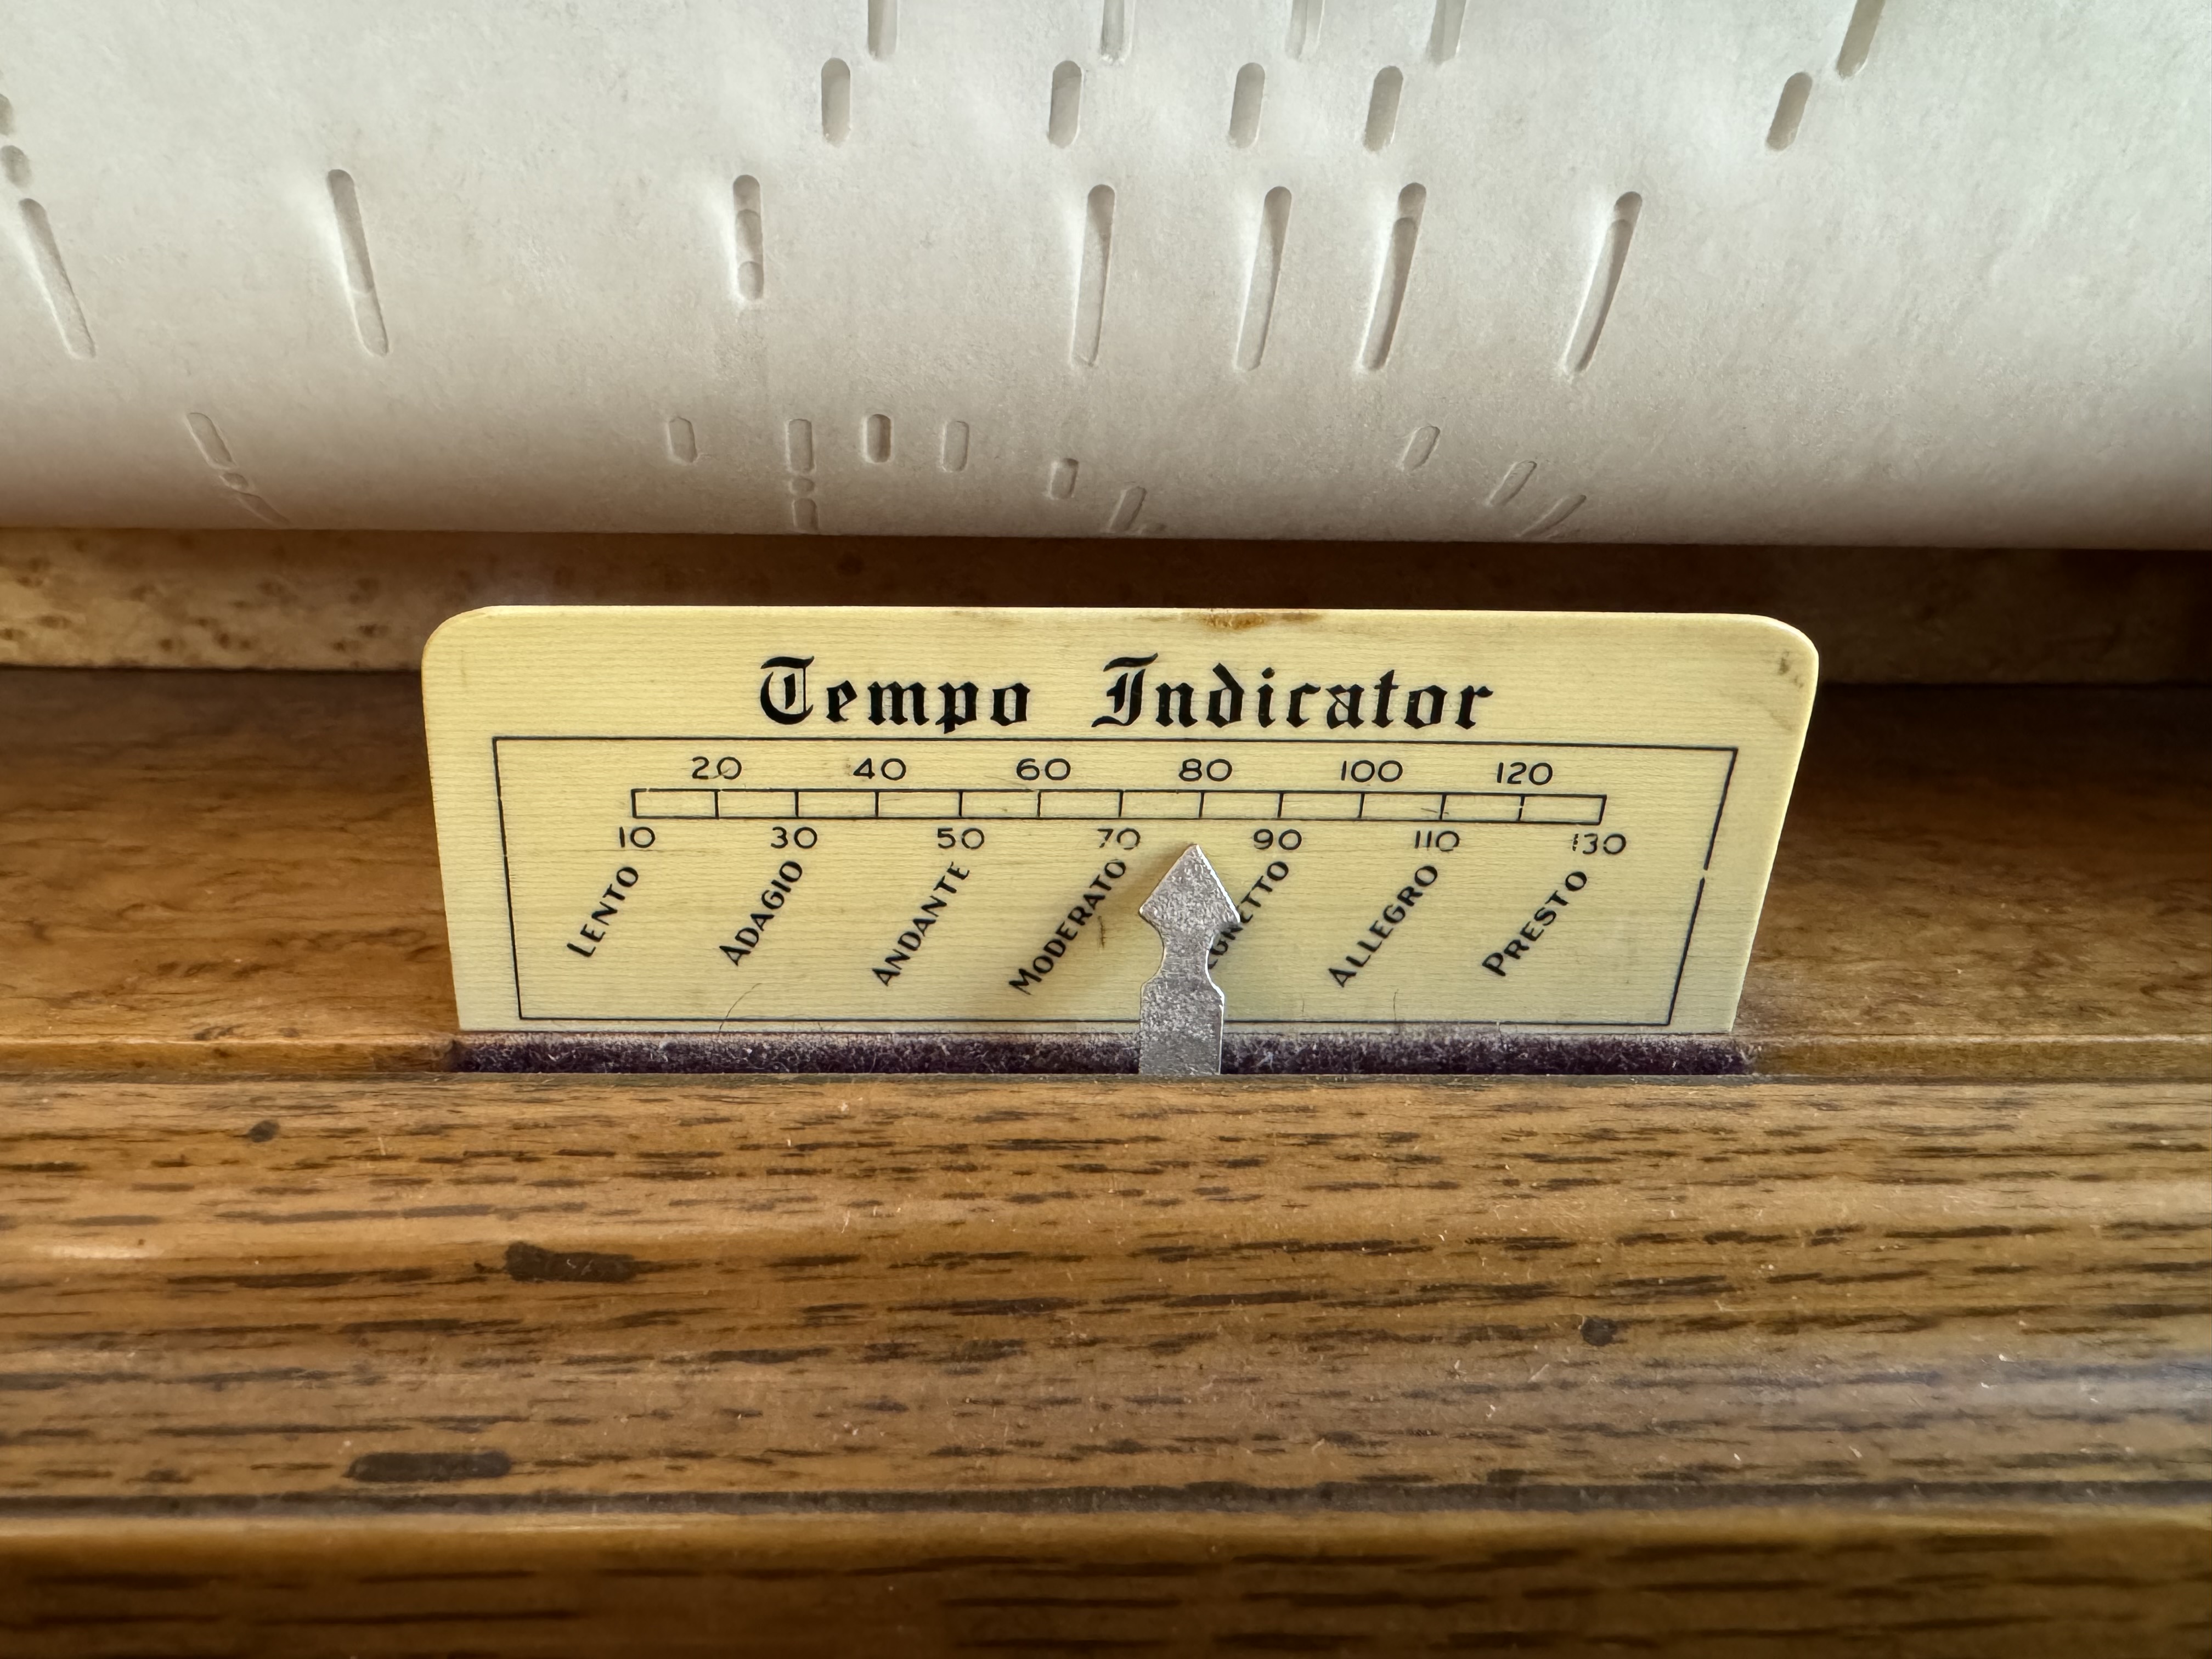 Tempo Indicator
20 40 60 80 100 120
10 30 50 70 90 110 130
LENTO ADAGIO ANDANTE MODERATO ALLEGRO PRESTO